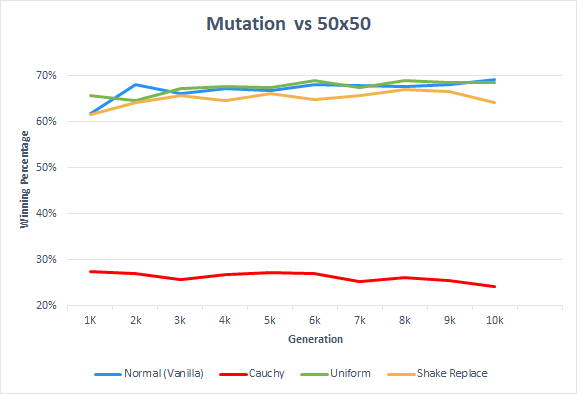 Mutation vs 50x50
70%
60%
50%
40%
30%
20%
Winning Percentage
1K 2k 3k 4k 5k 6k 7k 8k 9k 10k
Generation
Normal (Vanilla) Cauchy Uniform Shake Replace